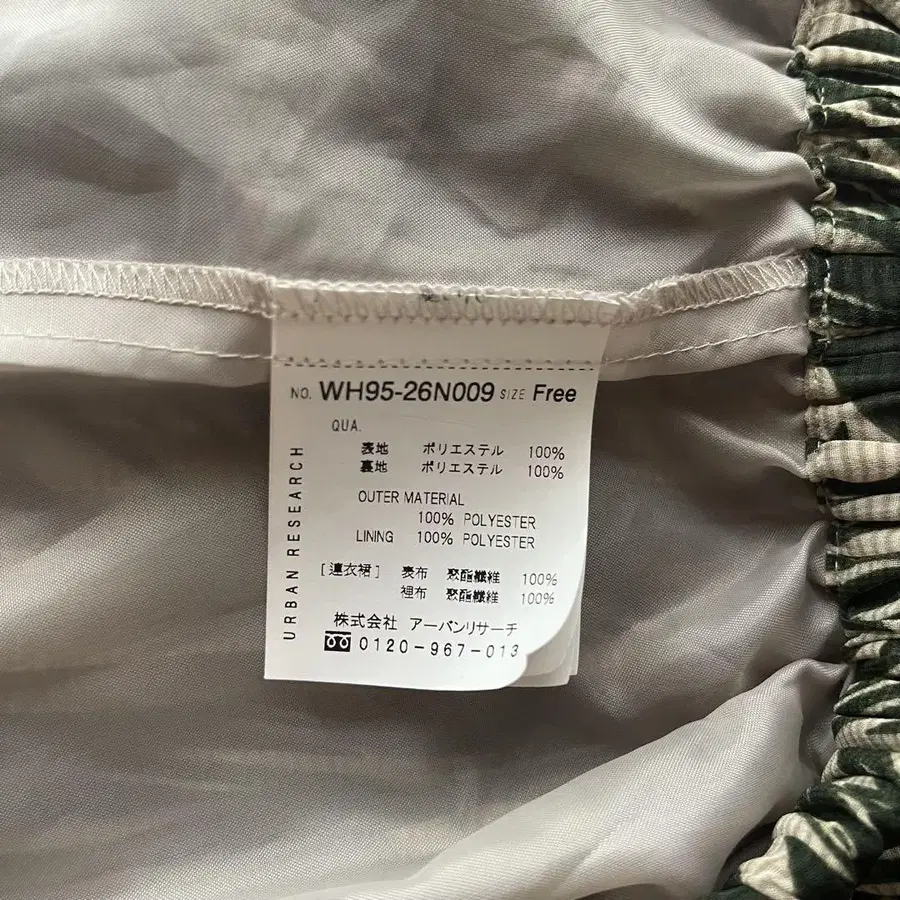 NO. WH95-26N009 SIZE Free
QUA.
表地 ポリエステル 100%
裏地 ポリエステル 100%
OUTER MATERIAL
100% POLYESTER
LINING 100% POLYESTER
[連衣裙] 表布 聚酯纖維 100%
裡布 聚酯纖維 100%
株式会社 アーバンリサーチ
0120-967-013
URBAN RESEARCH